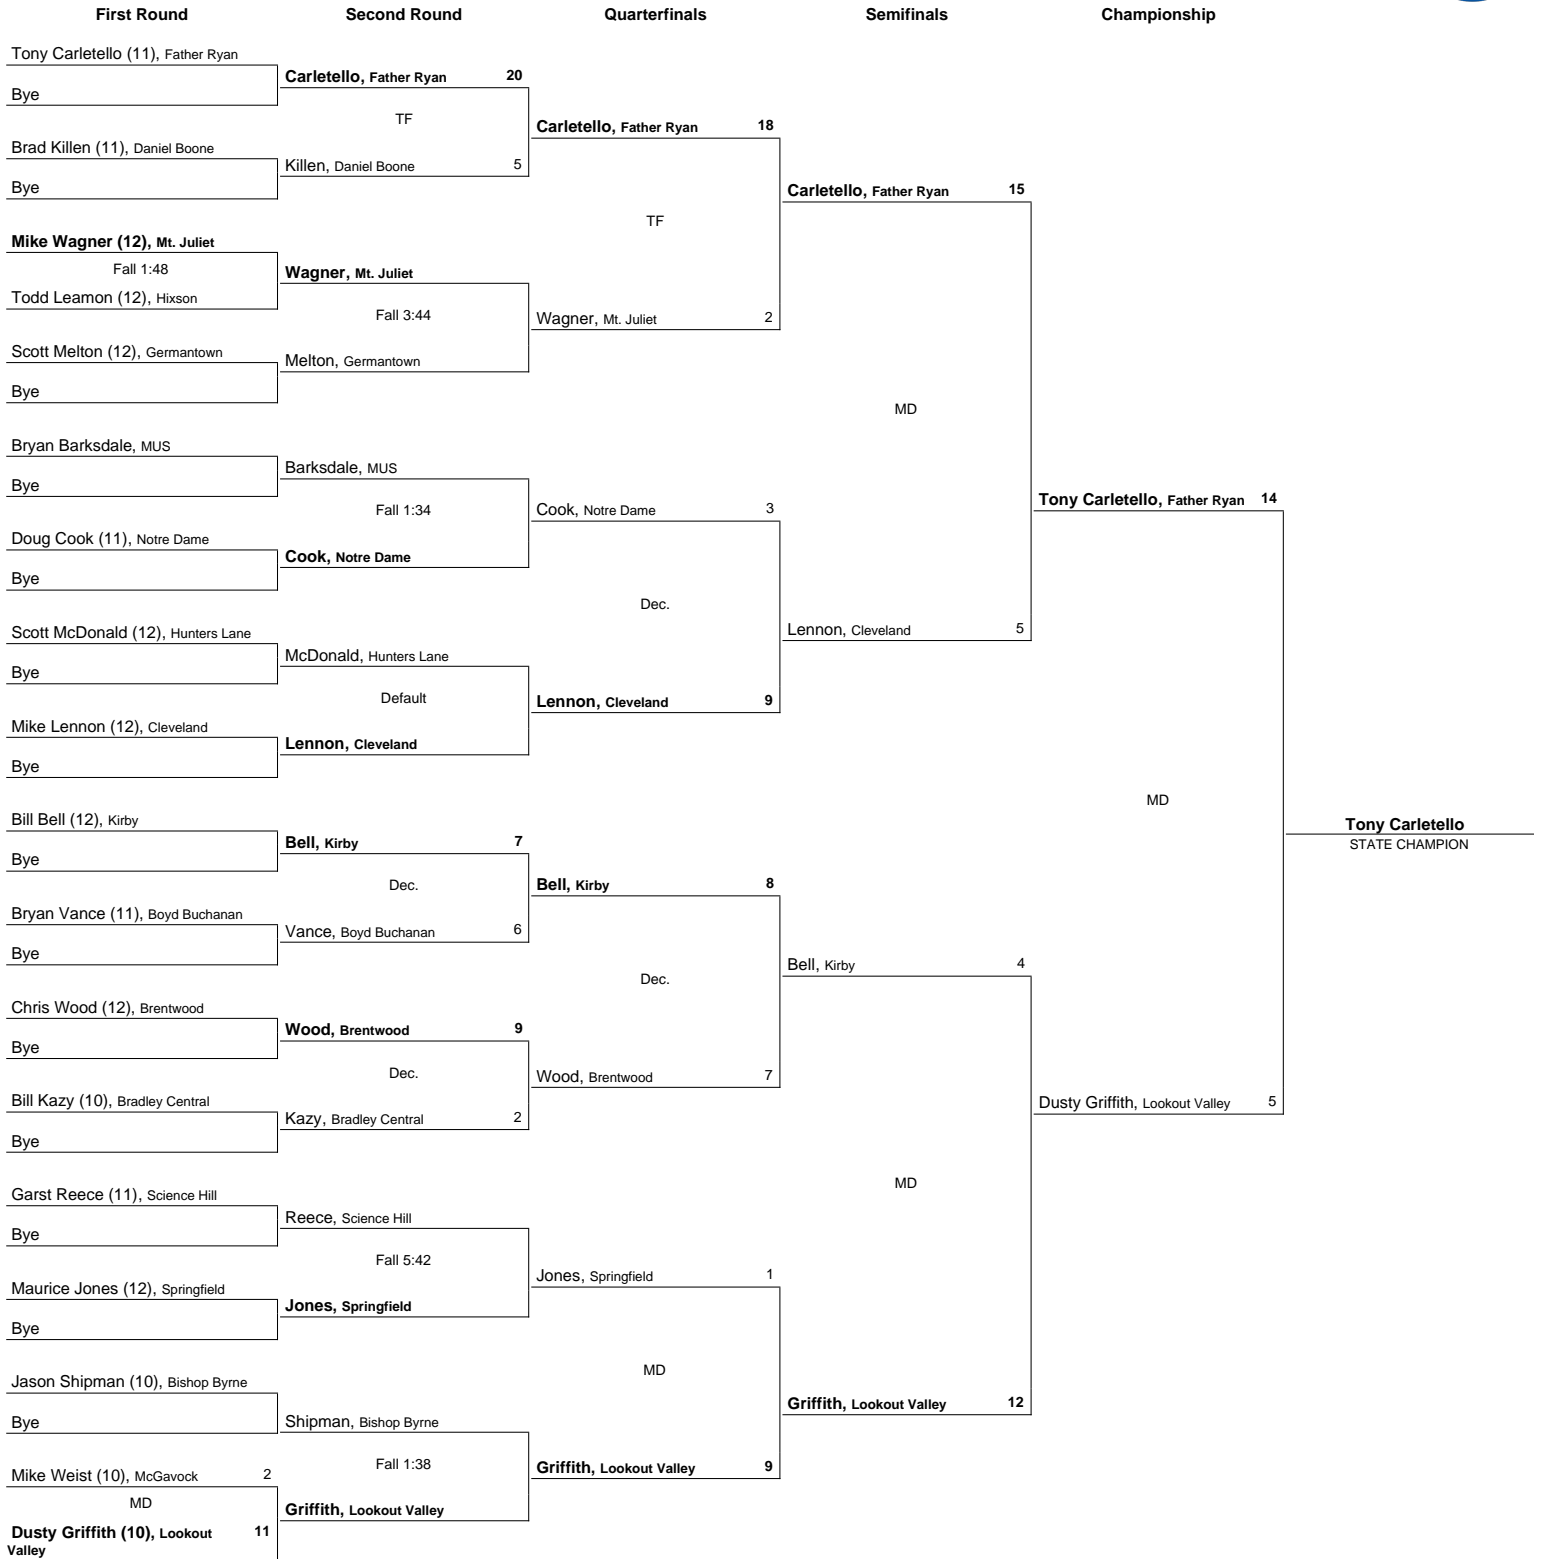 First Round
Second Round
Quarterfinals
Semifinals
Championship
Tony Carletello (11), Father Ryan
Bye
Brad Killen (11), Daniel Boone
Bye
Mike Wagner (12), Mt. Juliet
Fall 1:48
Todd Leamon (12), Hixson
Scott Melton (12), Germantown
Bye
Bryan Barksdale, MUS
Bye
Doug Cook (11), Notre Dame
Bye
Scott McDonald (12), Hunters Lane
Bye
Mike Lennon (12), Cleveland
Bye
Bill Bell (12), Kirby
Bye
Bryan Vance (11), Boyd Buchanan
Bye
Chris Wood (12), Brentwood
Bye
Bill Kazy (10), Bradley Central
Bye
Garst Reece (11), Science Hill
Bye
Maurice Jones (12), Springfield
Bye
Jason Shipman (10), Bishop Byrne
Bye
Mike Weist (10), McGavock 2
MD
Dusty Griffith (10), Lookout 11
Valley
Carletello, Father Ryan 20
TF
Killen, Daniel Boone 5
Wagner, Mt. Juliet
Fall 3:44
Melton, Germantown
Barksdale, MUS
Fall 1:34
Cook, Notre Dame
McDonald, Hunters Lane
Default
Lennon, Cleveland
Bell, Kirby 7
Dec.
Vance, Boyd Buchanan 6
Wood, Brentwood 9
Dec.
Kazy, Bradley Central 2
Reece, Science Hill
Fall 5:42
Jones, Springfield
Shipman, Bishop Byrne
Fall 1:38
Griffith, Lookout Valley
Carletello, Father Ryan 18
TF
Wagner, Mt. Juliet 2
Cook, Notre Dame 3
Dec.
Lennon, Cleveland 9
Bell, Kirby 8
Dec.
Wood, Brentwood 7
Jones, Springfield 1
MD
Griffith, Lookout Valley 9
Carletello, Father Ryan 15
MD
Lennon, Cleveland 5
Bell, Kirby 4
MD
Griffith, Lookout Valley 12
Tony Carletello, Father Ryan 14
MD
Dusty Griffith, Lookout Valley 5
Tony Carletello
STATE CHAMPION